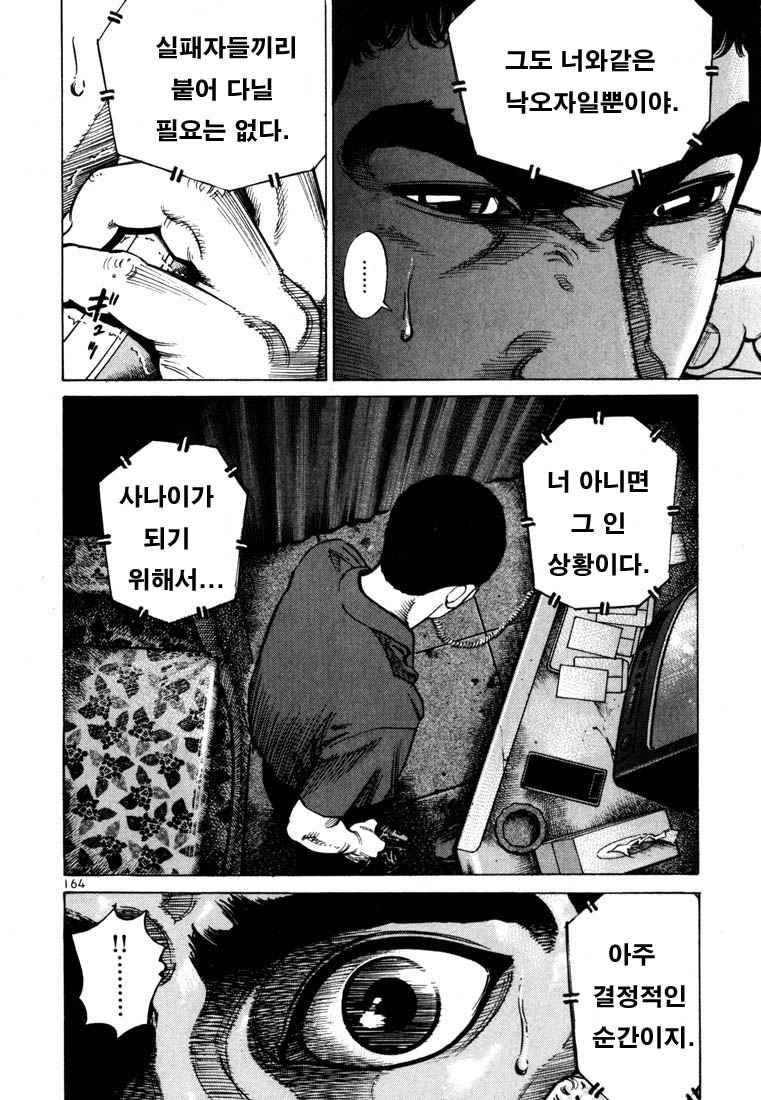 그도 너와같은
낙오자일뿐이야.
……
실패자들끼리
붙어 다닐
필요는 없다.
ギュッ
너 아니면
그 인
상황이다.
사나이가
되기
위해서...
164
아주
결정적인
순간이지.
!!……